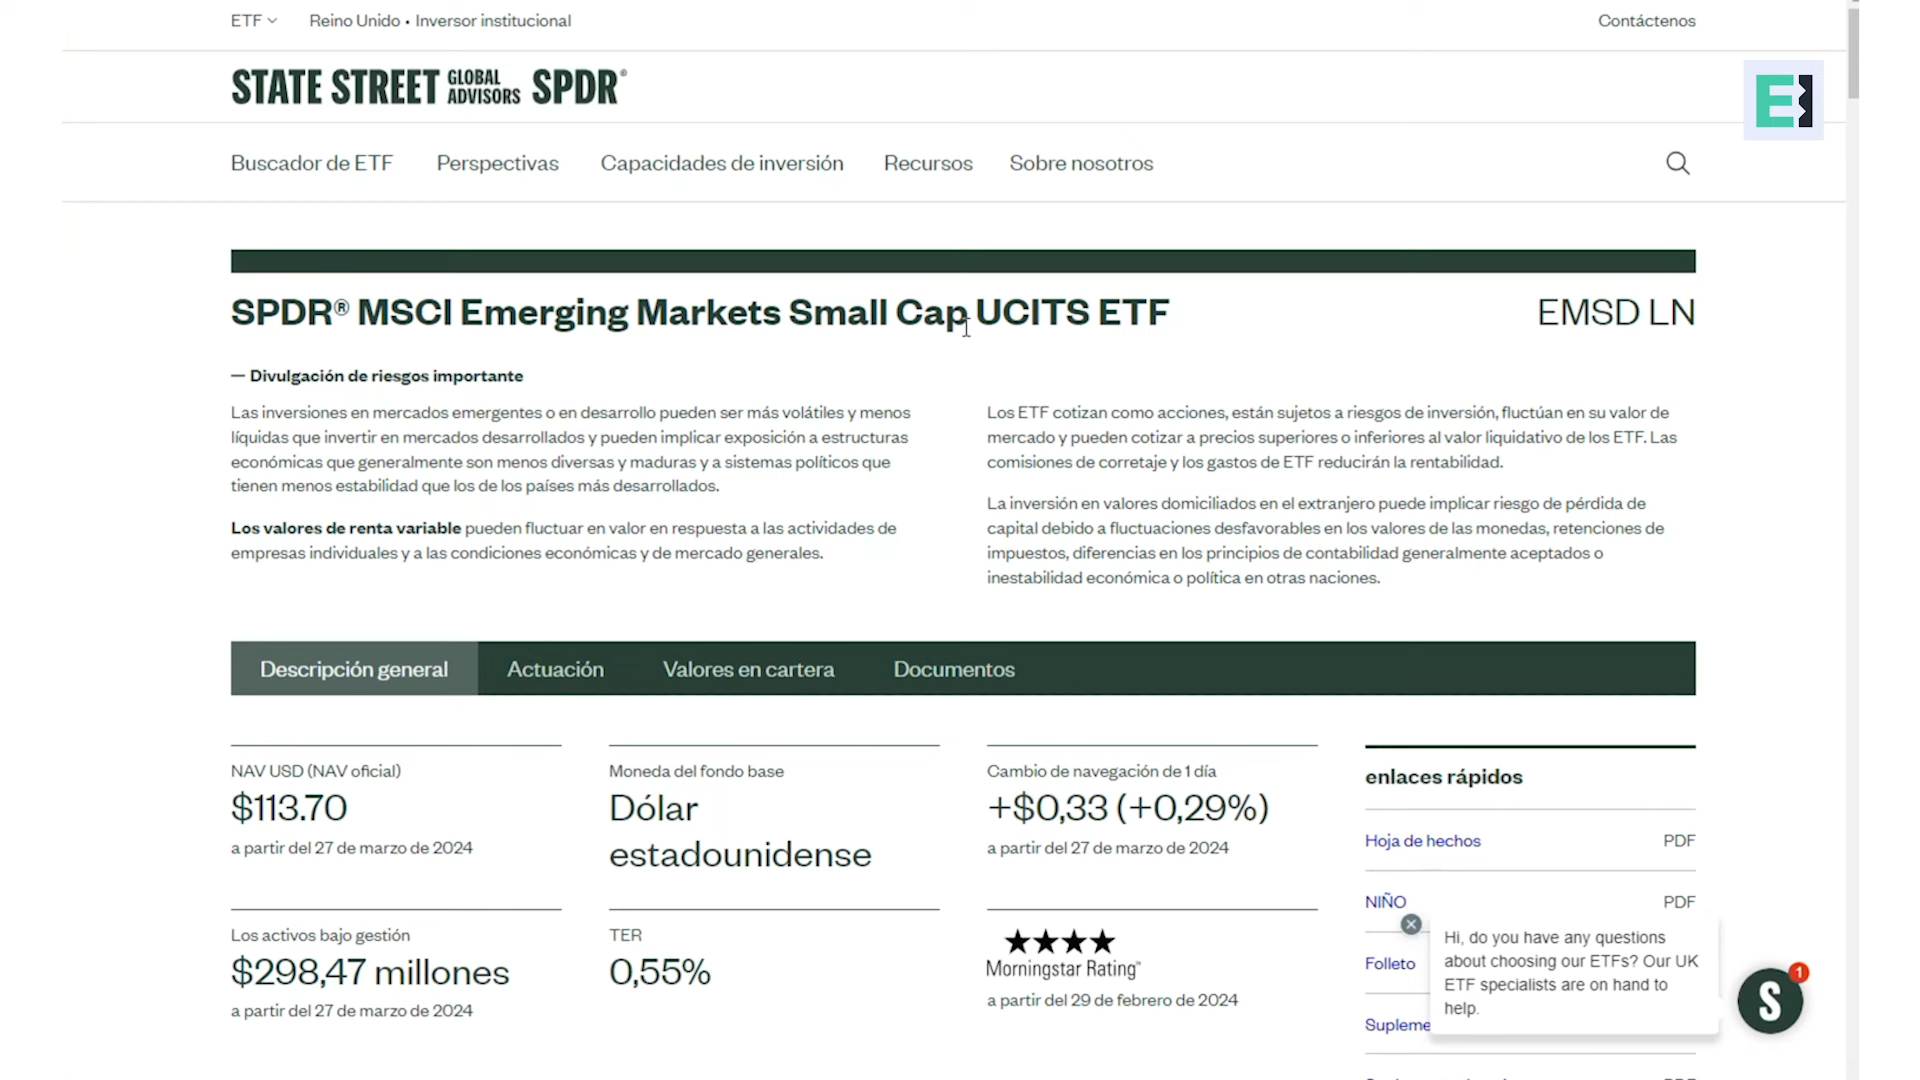 ETF
Reino Unido • Inversor institucional
Contáctenos
STATE STREET GLOBAL ADVISORS SPDR®
Buscador de ETF
Perspectivas
Capacidades de inversión
Recursos
Sobre nosotros
SPDR® MSCI Emerging Markets Small Cap UCITS ETF
EMSD LN
— Divulgación de riesgos importante
Las inversiones en mercados emergentes o en desarrollo pueden ser más volátiles y menos
líquidas que invertir en mercados desarrollados y pueden implicar exposición a estructuras
económicas que generalmente son menos diversas y maduras y a sistemas políticos que
tienen menos estabilidad que los de los países más desarrollados.
Los valores de renta variable pueden fluctuar en valor en respuesta a las actividades de
empresas individuales y a las condiciones económicas y de mercado generales.
Los ETF cotizan como acciones, están sujetos a riesgos de inversión, fluctúan en su valor de
mercado y pueden cotizar a precios superiores o inferiores al valor liquidativo de los ETF. Las
comisiones de corretaje y los gastos de ETF reducirán la rentabilidad.
La inversión en valores domiciliados en el extranjero puede implicar riesgo de pérdida de
capital debido a fluctuaciones desfavorables en los valores de las monedas, retenciones de
impuestos, diferencias en los principios de contabilidad generalmente aceptados o
inestabilidad económica o política en otras naciones.
Descripción general
Actuación
Valores en cartera
Documentos
NAV USD (NAV oficial)
$113.70
a partir del 27 de marzo de 2024
Moneda del fondo base
Dólar
estadounidense
Cambio de navegación de 1 día
+$0,33 (+0,29%)
a partir del 27 de marzo de 2024
Los activos bajo gestión
$298,47 millones
a partir del 27 de marzo de 2024
TER
0,55%
★★★★
Morningstar Rating™
a partir del 29 de febrero de 2024
enlaces rápidos
Hoja de hechos PDF
NIÑO PDF
Folleto
Supleme
Hi, do you have any questions
about choosing our ETFs? Our UK
ETF specialists are on hand to
help.
S
1